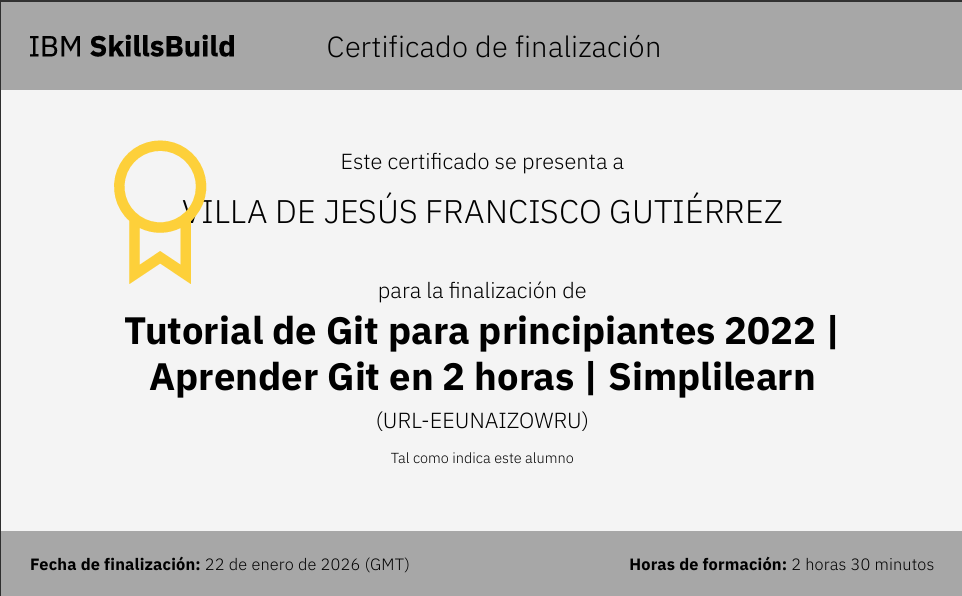 IBM SkillsBuild
Certificado de finalización
Este certificado se presenta a
VILLA DE JESÚS FRANCISCO GUTIÉRREZ
para la finalización de
Tutorial de Git para principiantes 2022 |
Aprender Git en 2 horas | Simplilearn
(URL-EEUNAIZOWRU)
Tal como indica este alumno
Fecha de finalización: 22 de enero de 2026 (GMT)
Horas de formación: 2 horas 30 minutos